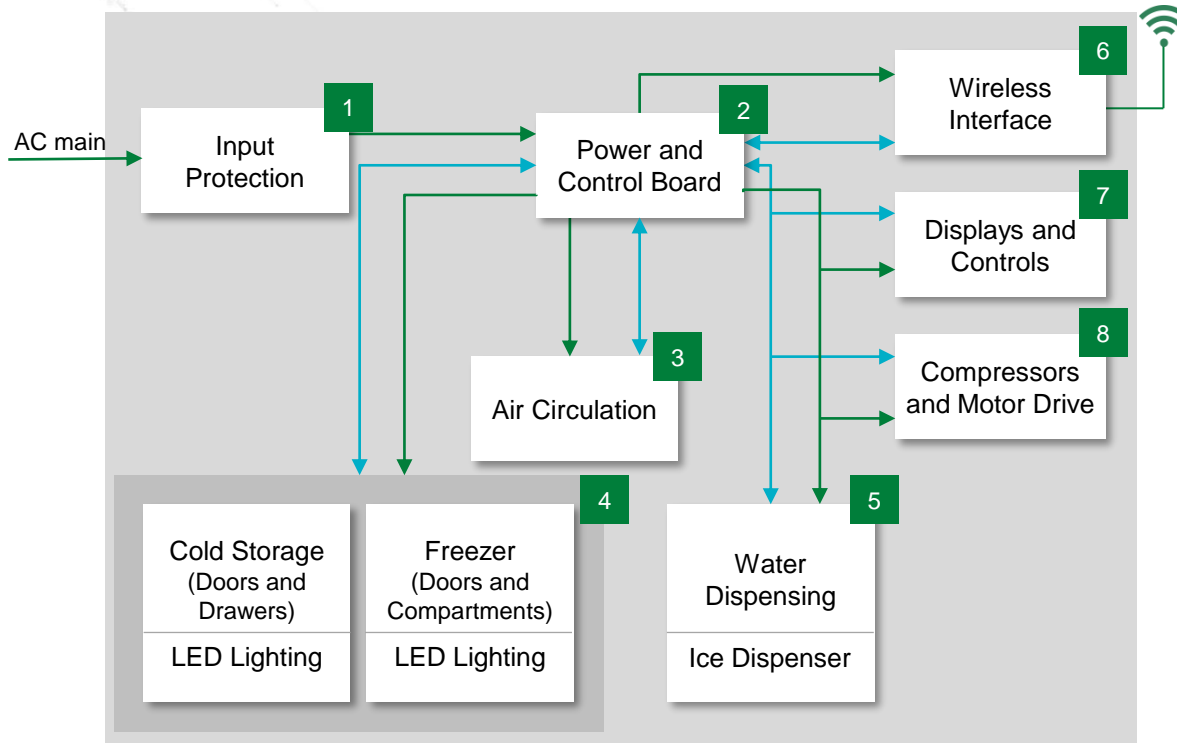 6
Wireless
Interface
1
2
AC main
Input
Protection
Power and
Control Board
7
Displays and
Controls
3
Air Circulation
8
Compressors
and Motor Drive
4
Cold Storage
(Doors and
Drawers)
LED Lighting
Freezer
(Doors and
Compartments)
LED Lighting
5
Water
Dispensing
Ice Dispenser